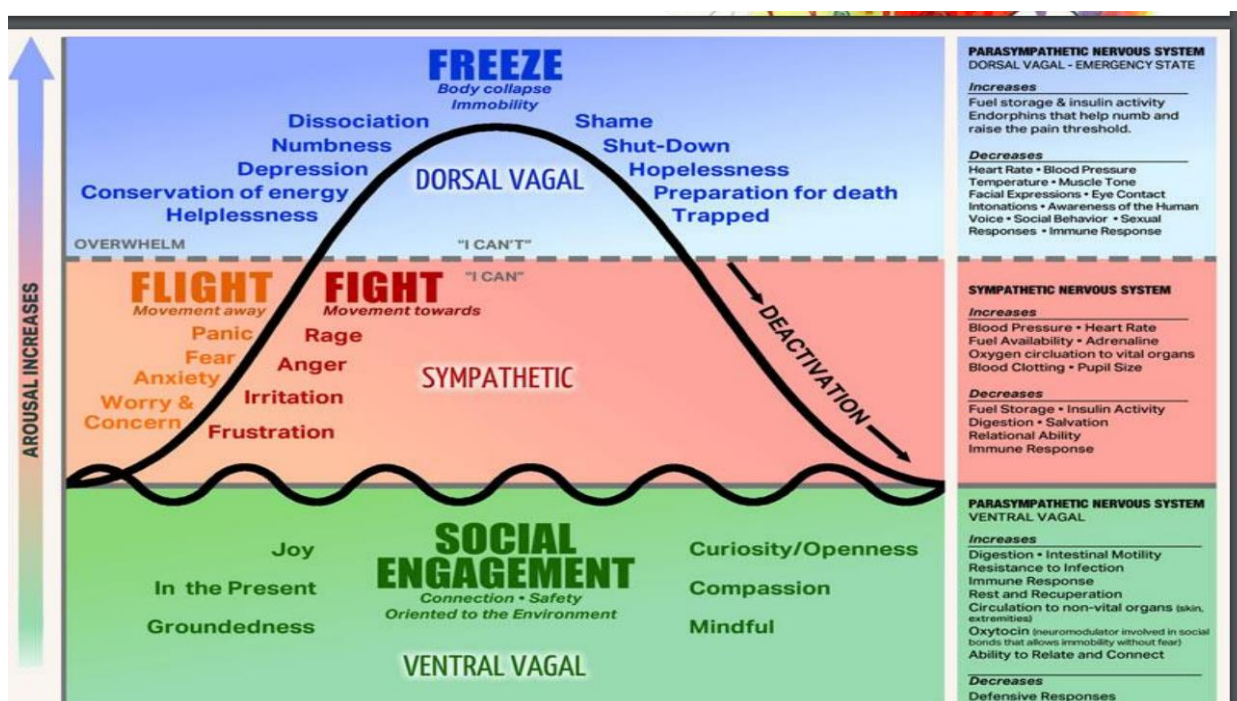 FREEZE
Body collapse
Immobility
Dissociation
Numbness
Depression
Conservation of energy
Helplessness
Shame
Shut-Down
Hopelessness
Preparation for death
Trapped
DORSAL VAGAL
OVERWHELM
"I CAN'T"
"I CAN"
FLIGHT
Movement away
Panic
Fear
Anxiety
Worry &
Concern
FIGHT
Movement towards
Rage
Anger
Irritation
Frustration
SYMPATHETIC
DEACTIVATION
AROUSAL INCREASES
SOCIAL
ENGAGEMENT
Connection • Safety
Oriented to the Environment
Joy
In the Present
Groundedness
Curiosity/Openness
Compassion
Mindful
VENTRAL VAGAL
PARASYMPATHETIC NERVOUS SYSTEM
DORSAL VAGAL - EMERGENCY STATE
Increases
Fuel storage & insulin activity
Endorphins that help numb and
raise the pain threshold.
Decreases
Heart Rate • Blood Pressure
Temperature • Muscle Tone
Facial Expressions • Eye Contact
Intonations • Awareness of the Human
Voice • Social Behavior • Sexual
Responses • Immune Response
SYMPATHETIC NERVOUS SYSTEM
Increases
Blood Pressure • Heart Rate
Fuel Availability • Adrenaline
Oxygen circluation to vital organs
Blood Clotting • Pupil Size
Decreases
Fuel Storage • Insulin Activity
Digestion • Salvation
Relational Ability
Immune Response
PARASYMPATHETIC NERVOUS SYSTEM
VENTRAL VAGAL
Increases
Digestion • Intestinal Motility
Resistance to Infection
Immune Response
Rest and Recuperation
Circulation to non-vital organs (skin,
extremities)
Oxytocin (neuromodulator involved in social
bonds that allows immobility without fear)
Ability to Relate and Connect
Decreases
Defensive Responses